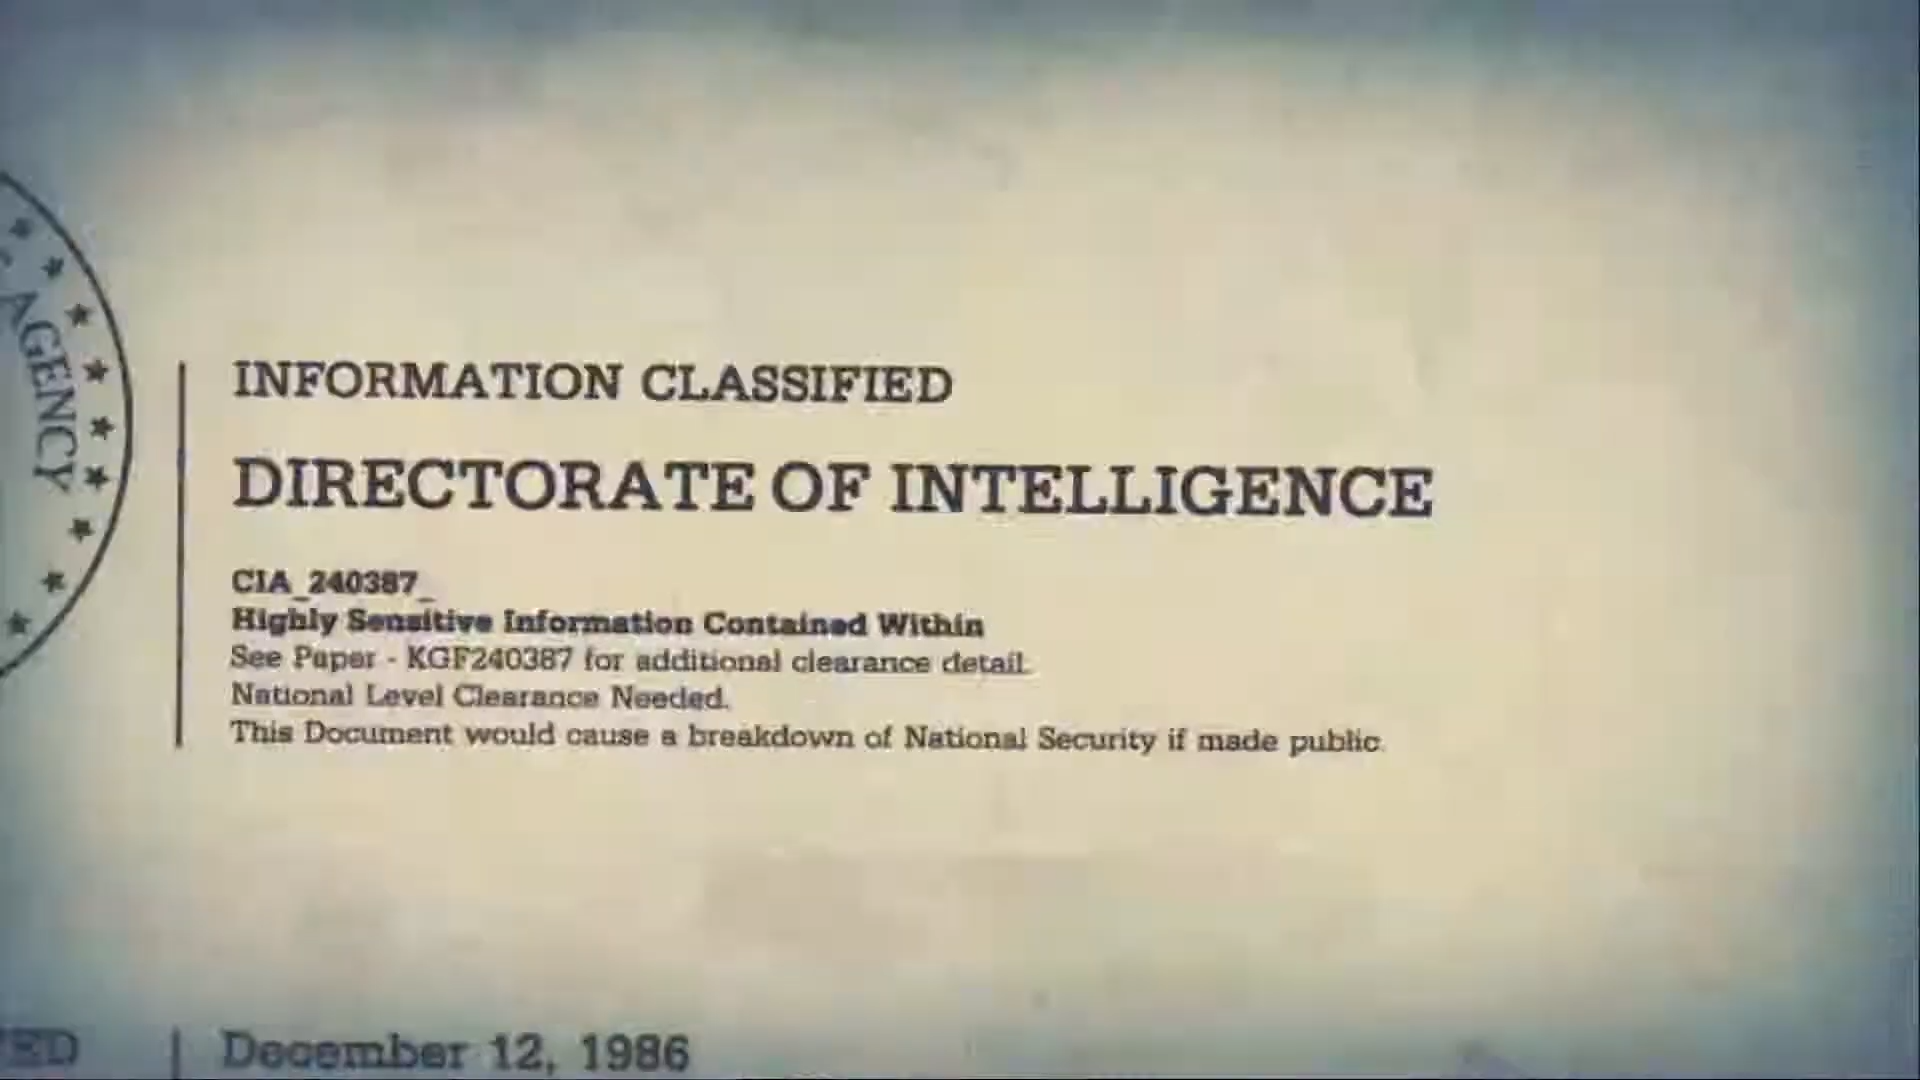 AGENCY
INFORMATION CLASSIFIED
DIRECTORATE OF INTELLIGENCE
CIA_240387_
Highly Sensitive Information Contained Within
See Paper - KGF240387 for additional clearance detail.
National Level Clearance Needed.
This Document would cause a breakdown of National Security if made public.
ED
December 12, 1986